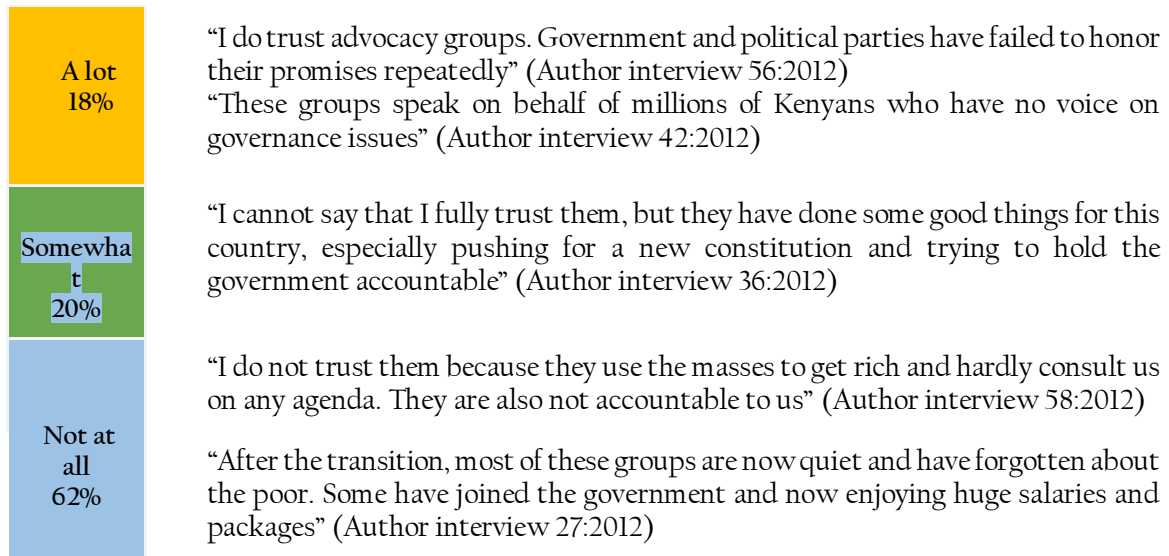 A lot
18%
“I do trust advocacy groups. Government and political parties have failed to honor
their promises repeatedly” (Author interview 56:2012)
“These groups speak on behalf of millions of Kenyans who have no voice on
governance issues” (Author interview 42:2012)
Somewha
t
20%
“I cannot say that I fully trust them, but they have done some good things for this
country, especially pushing for a new constitution and trying to hold the
government accountable” (Author interview 36:2012)
Not at
all
62%
“I do not trust them because they use the masses to get rich and hardly consult us
on any agenda. They are also not accountable to us” (Author interview 58:2012)
“After the transition, most of these groups are now quiet and have forgotten about
the poor. Some have joined the government and now enjoying huge salaries and
packages” (Author interview 27:2012)